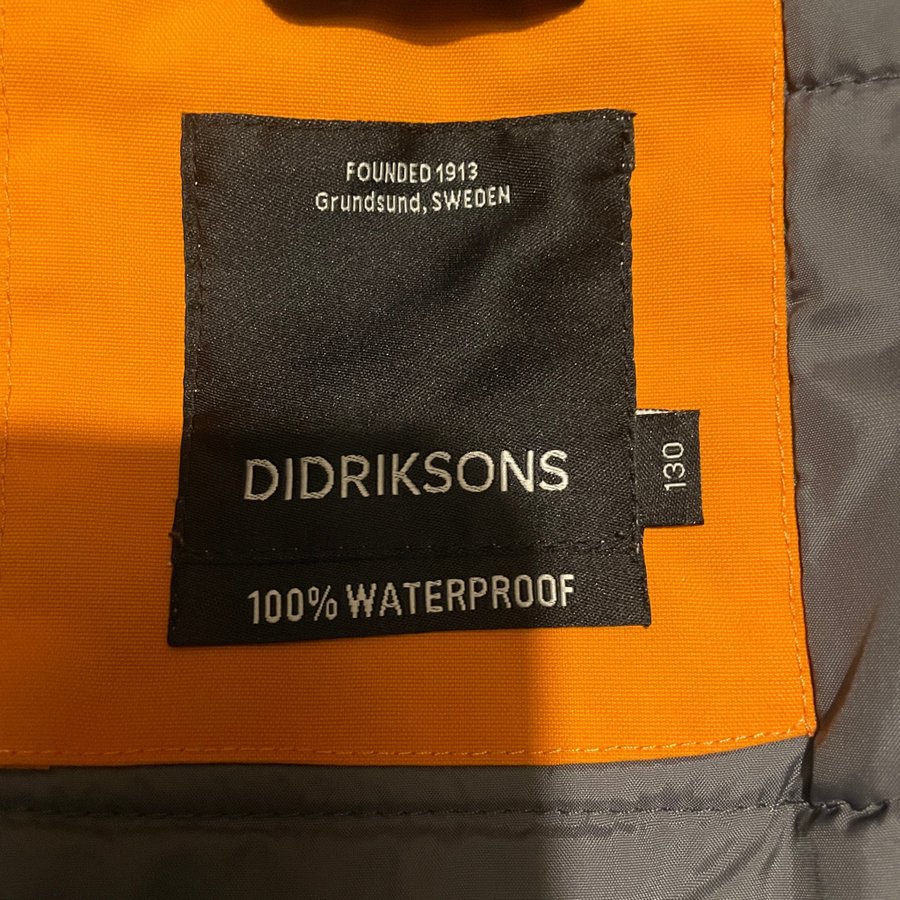 FOUNDED 1913
Grundsund, SWEDEN
DIDRIKSONS
130
100% WATERPROOF